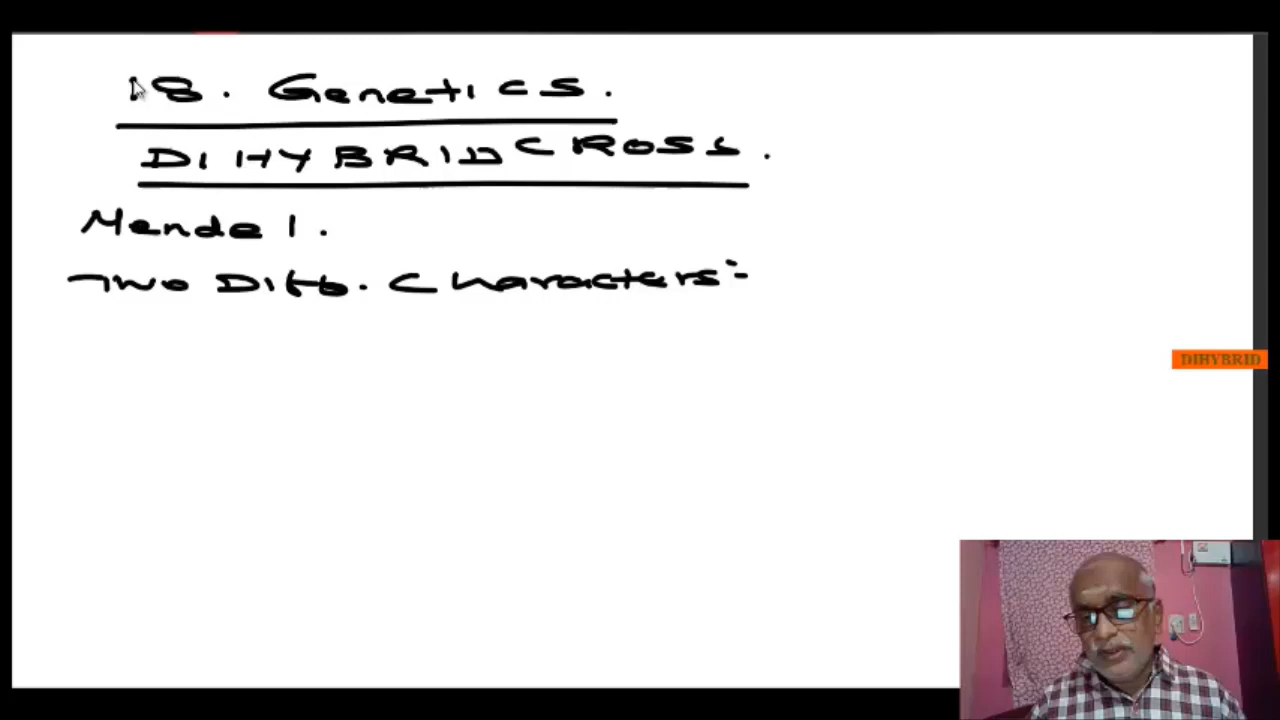 18. Genetics.
DIHYBRID CROSS.
Mendel.
Two Diff. Characters:-
DIHYBRID